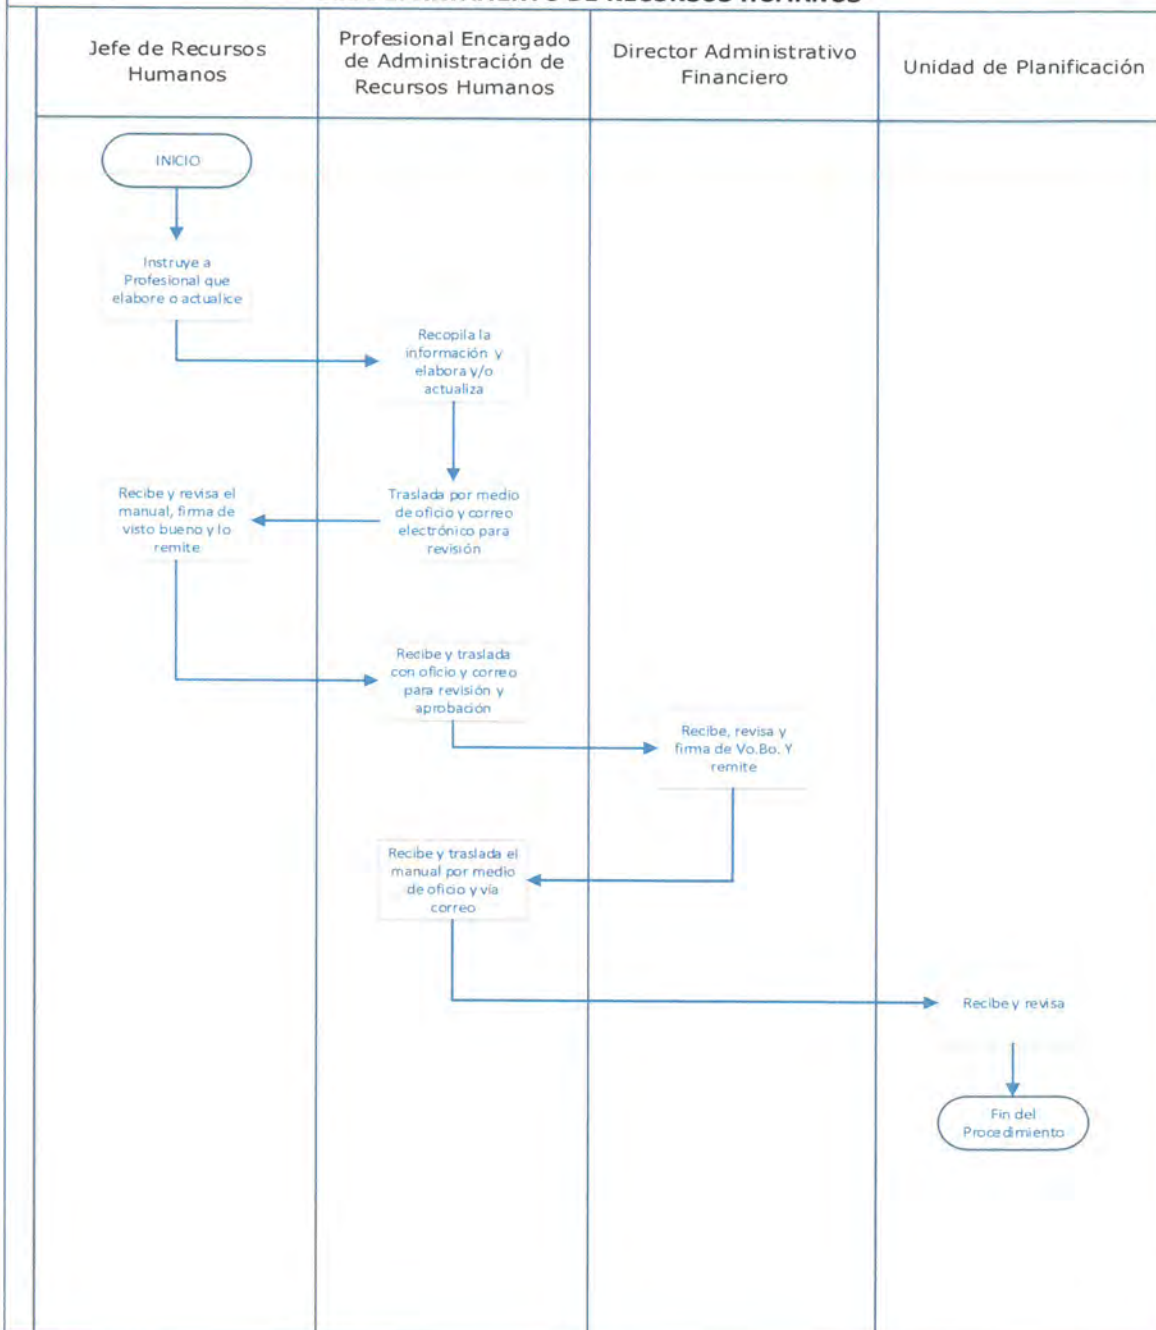 DE RECURSOS HUMANOS
Jefe de Recursos
Humanos
Profesional Encargado
de Administración de
Recursos Humanos
Director Administrativo
Financiero
Unidad de Planificación
INICIO
Instruye a
Profesional que
elabore o actualice
Recopila la
información y
elabora y/o
actualiza
Traslada por medio
de oficio y correo
electrónico para
revisión
Recibe y revisa el
manual, firma de
visto bueno y lo
remite
Recibe y traslada
con oficio y correo
para revisión y
aprobación
Recibe, revisa y
firma de Vo.Bo. Y
remite
Recibe y traslada el
manual por medio
de oficio y vía
correo
Recibe y revisa
Fin del
Procedimiento